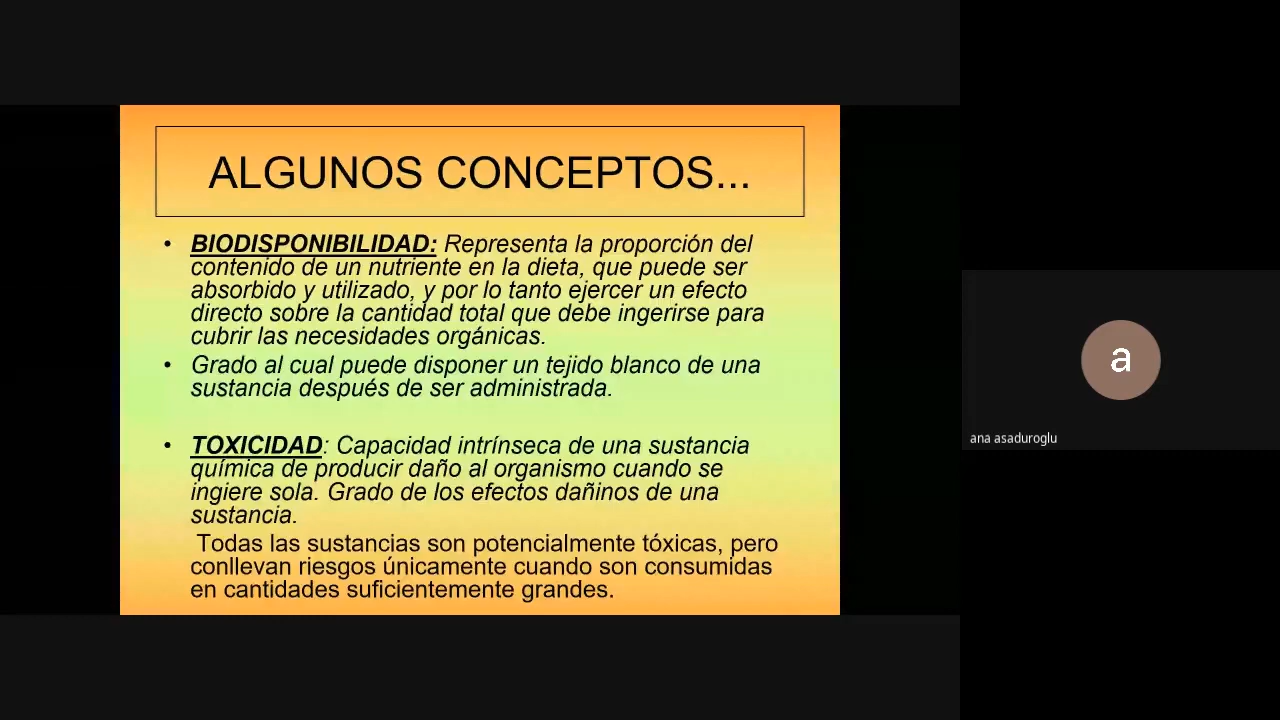 ALGUNOS CONCEPTOS...
• BIODISPONIBILIDAD: Representa la proporción del
contenido de un nutriente en la dieta, que puede ser
absorbido y utilizado, y por lo tanto ejercer un efecto
directo sobre la cantidad total que debe ingerirse para
cubrir las necesidades orgánicas.
• Grado al cual puede disponer un tejido blanco de una
sustancia después de ser administrada.
• TOXICIDAD: Capacidad intrínseca de una sustancia
química de producir daño al organismo cuando se
ingiere sola. Grado de los efectos dañinos de una
sustancia.
Todas las sustancias son potencialmente tóxicas, pero
conllevan riesgos únicamente cuando son consumidas
en cantidades suficientemente grandes.
a
ana asaduroglu